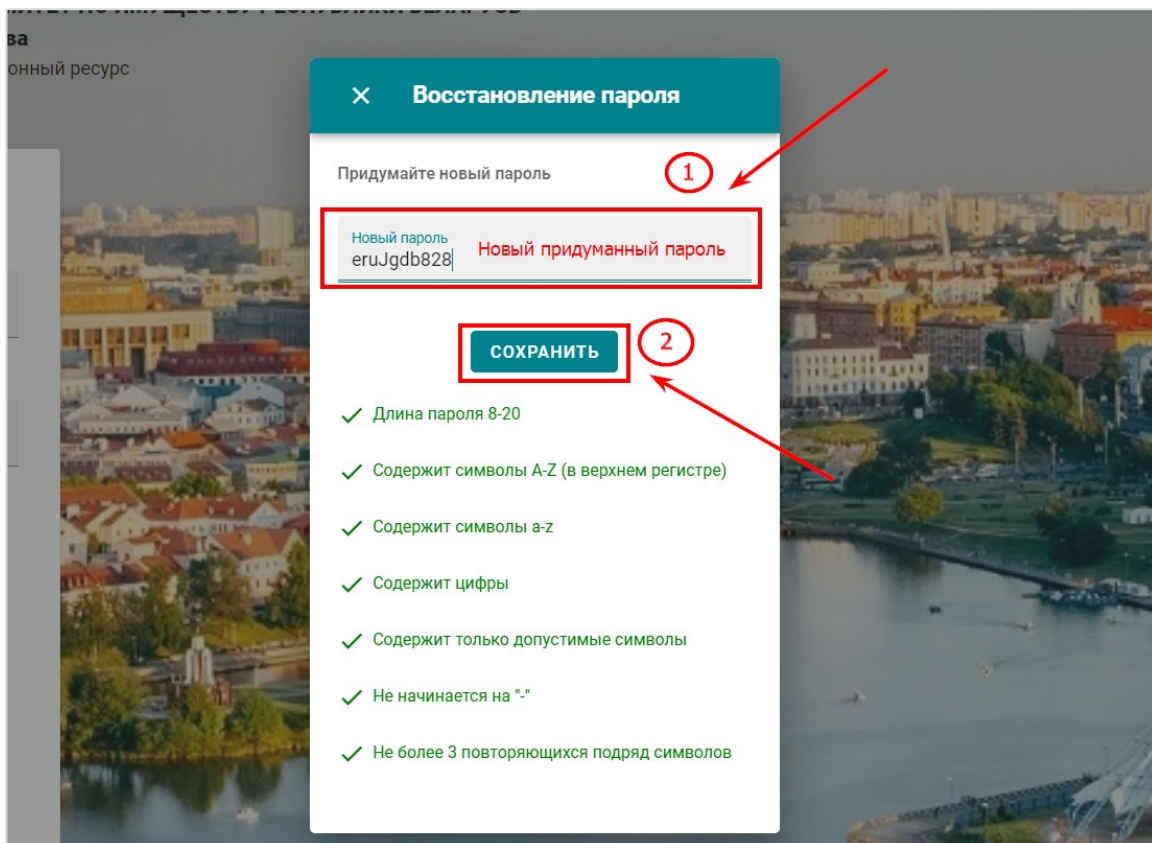 ва
онный ресурс
Восстановление пароля
Придумайте новый пароль
1
Новый пароль
eruJgdb828
Новый придуманный пароль
СОХРАНИТЬ
2
Длина пароля 8-20
Содержит символы A-Z (в верхнем регистре)
Содержит символы a-z
Содержит цифры
Содержит только допустимые символы
Не начинается на "-"
Не более 3 повторяющихся подряд символов